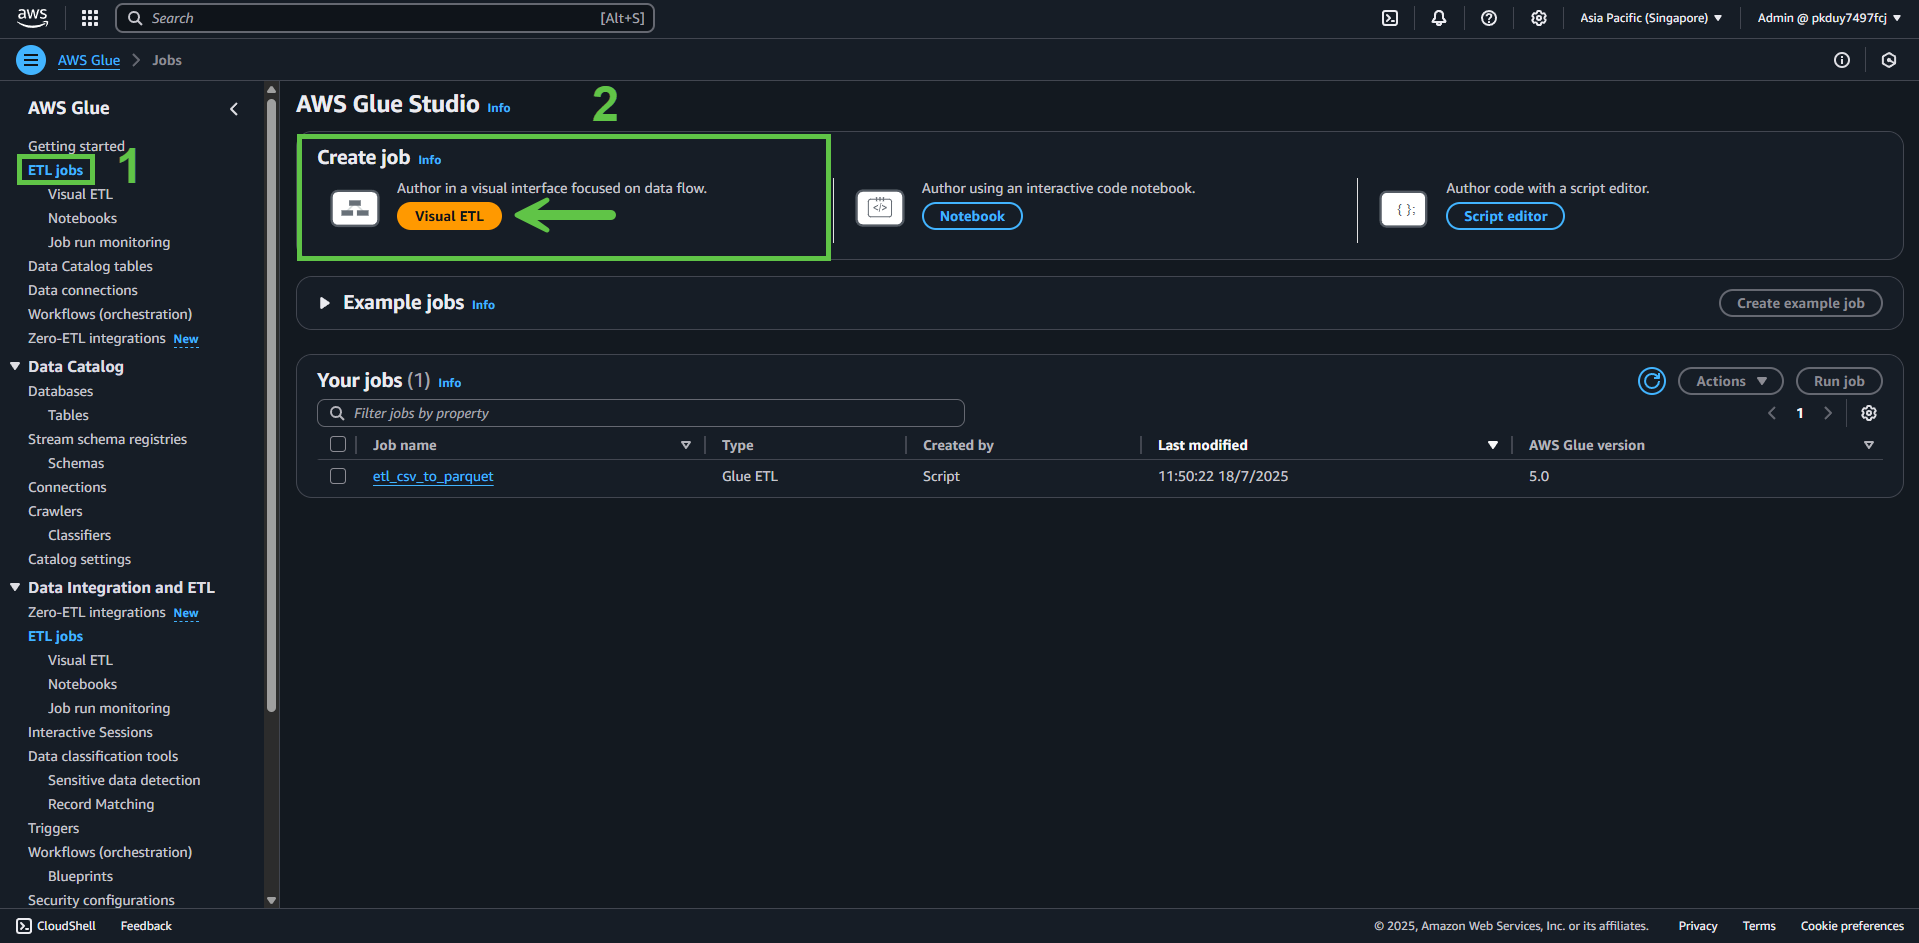 aws Search [Alt+S] Asia Pacific (Singapore) Admin @ pkduy7497fcj
AWS Glue Jobs
AWS Glue
Getting started
ETL jobs
1
Visual ETL
Notebooks
Job run monitoring
Data Catalog tables
Data connections
Workflows (orchestration)
Zero-ETL integrations New
Data Catalog
Databases
Tables
Stream schema registries
Schemas
Connections
Crawlers
Classifiers
Catalog settings
Data Integration and ETL
Zero-ETL integrations New
ETL jobs
Visual ETL
Notebooks
Job run monitoring
Interactive Sessions
Data classification tools
Sensitive data detection
Record Matching
Triggers
Workflows (orchestration)
Blueprints
Security configurations
AWS Glue Studio Info
2
Create job Info
Author in a visual interface focused on data flow.
Visual ETL
Author using an interactive code notebook.
</>
Notebook
Author code with a script editor.
{ };
Script editor
Example jobs Info
Create example job
Your jobs (1) Info
Actions Run job
Filter jobs by property
1
Job name Type Created by Last modified AWS Glue version
etl_csv_to_parquet Glue ETL Script 11:50:22 18/7/2025 5.0
CloudShell Feedback © 2025, Amazon Web Services, Inc. or its affiliates. Privacy Terms Cookie preferences